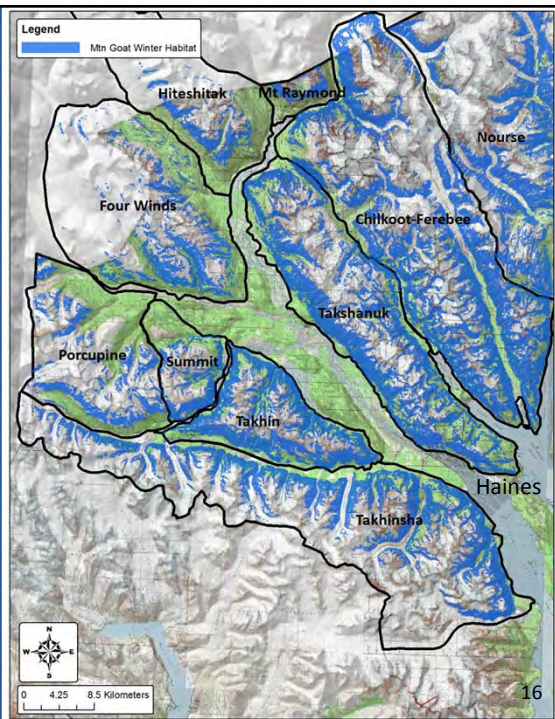 Legend
Mtn Goat Winter Habitat
Hiteshitak
Mt Raymond
Nourse
Four Winds
Chilkoot-Ferebee
Takshanuk
Porcupine
Summit
Takhin
Haines
Takhinsha
N
W
E
S
0 4.25 8.5 Kilometers
16